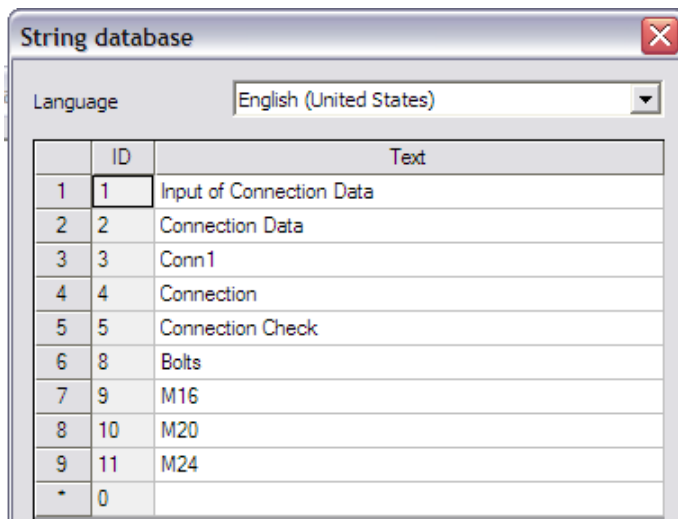 String database
Language English (United States)
ID Text
1 1 Input of Connection Data
2 2 Connection Data
3 3 Conn1
4 4 Connection
5 5 Connection Check
6 8 Bolts
7 9 M16
8 10 M20
9 11 M24
* 0